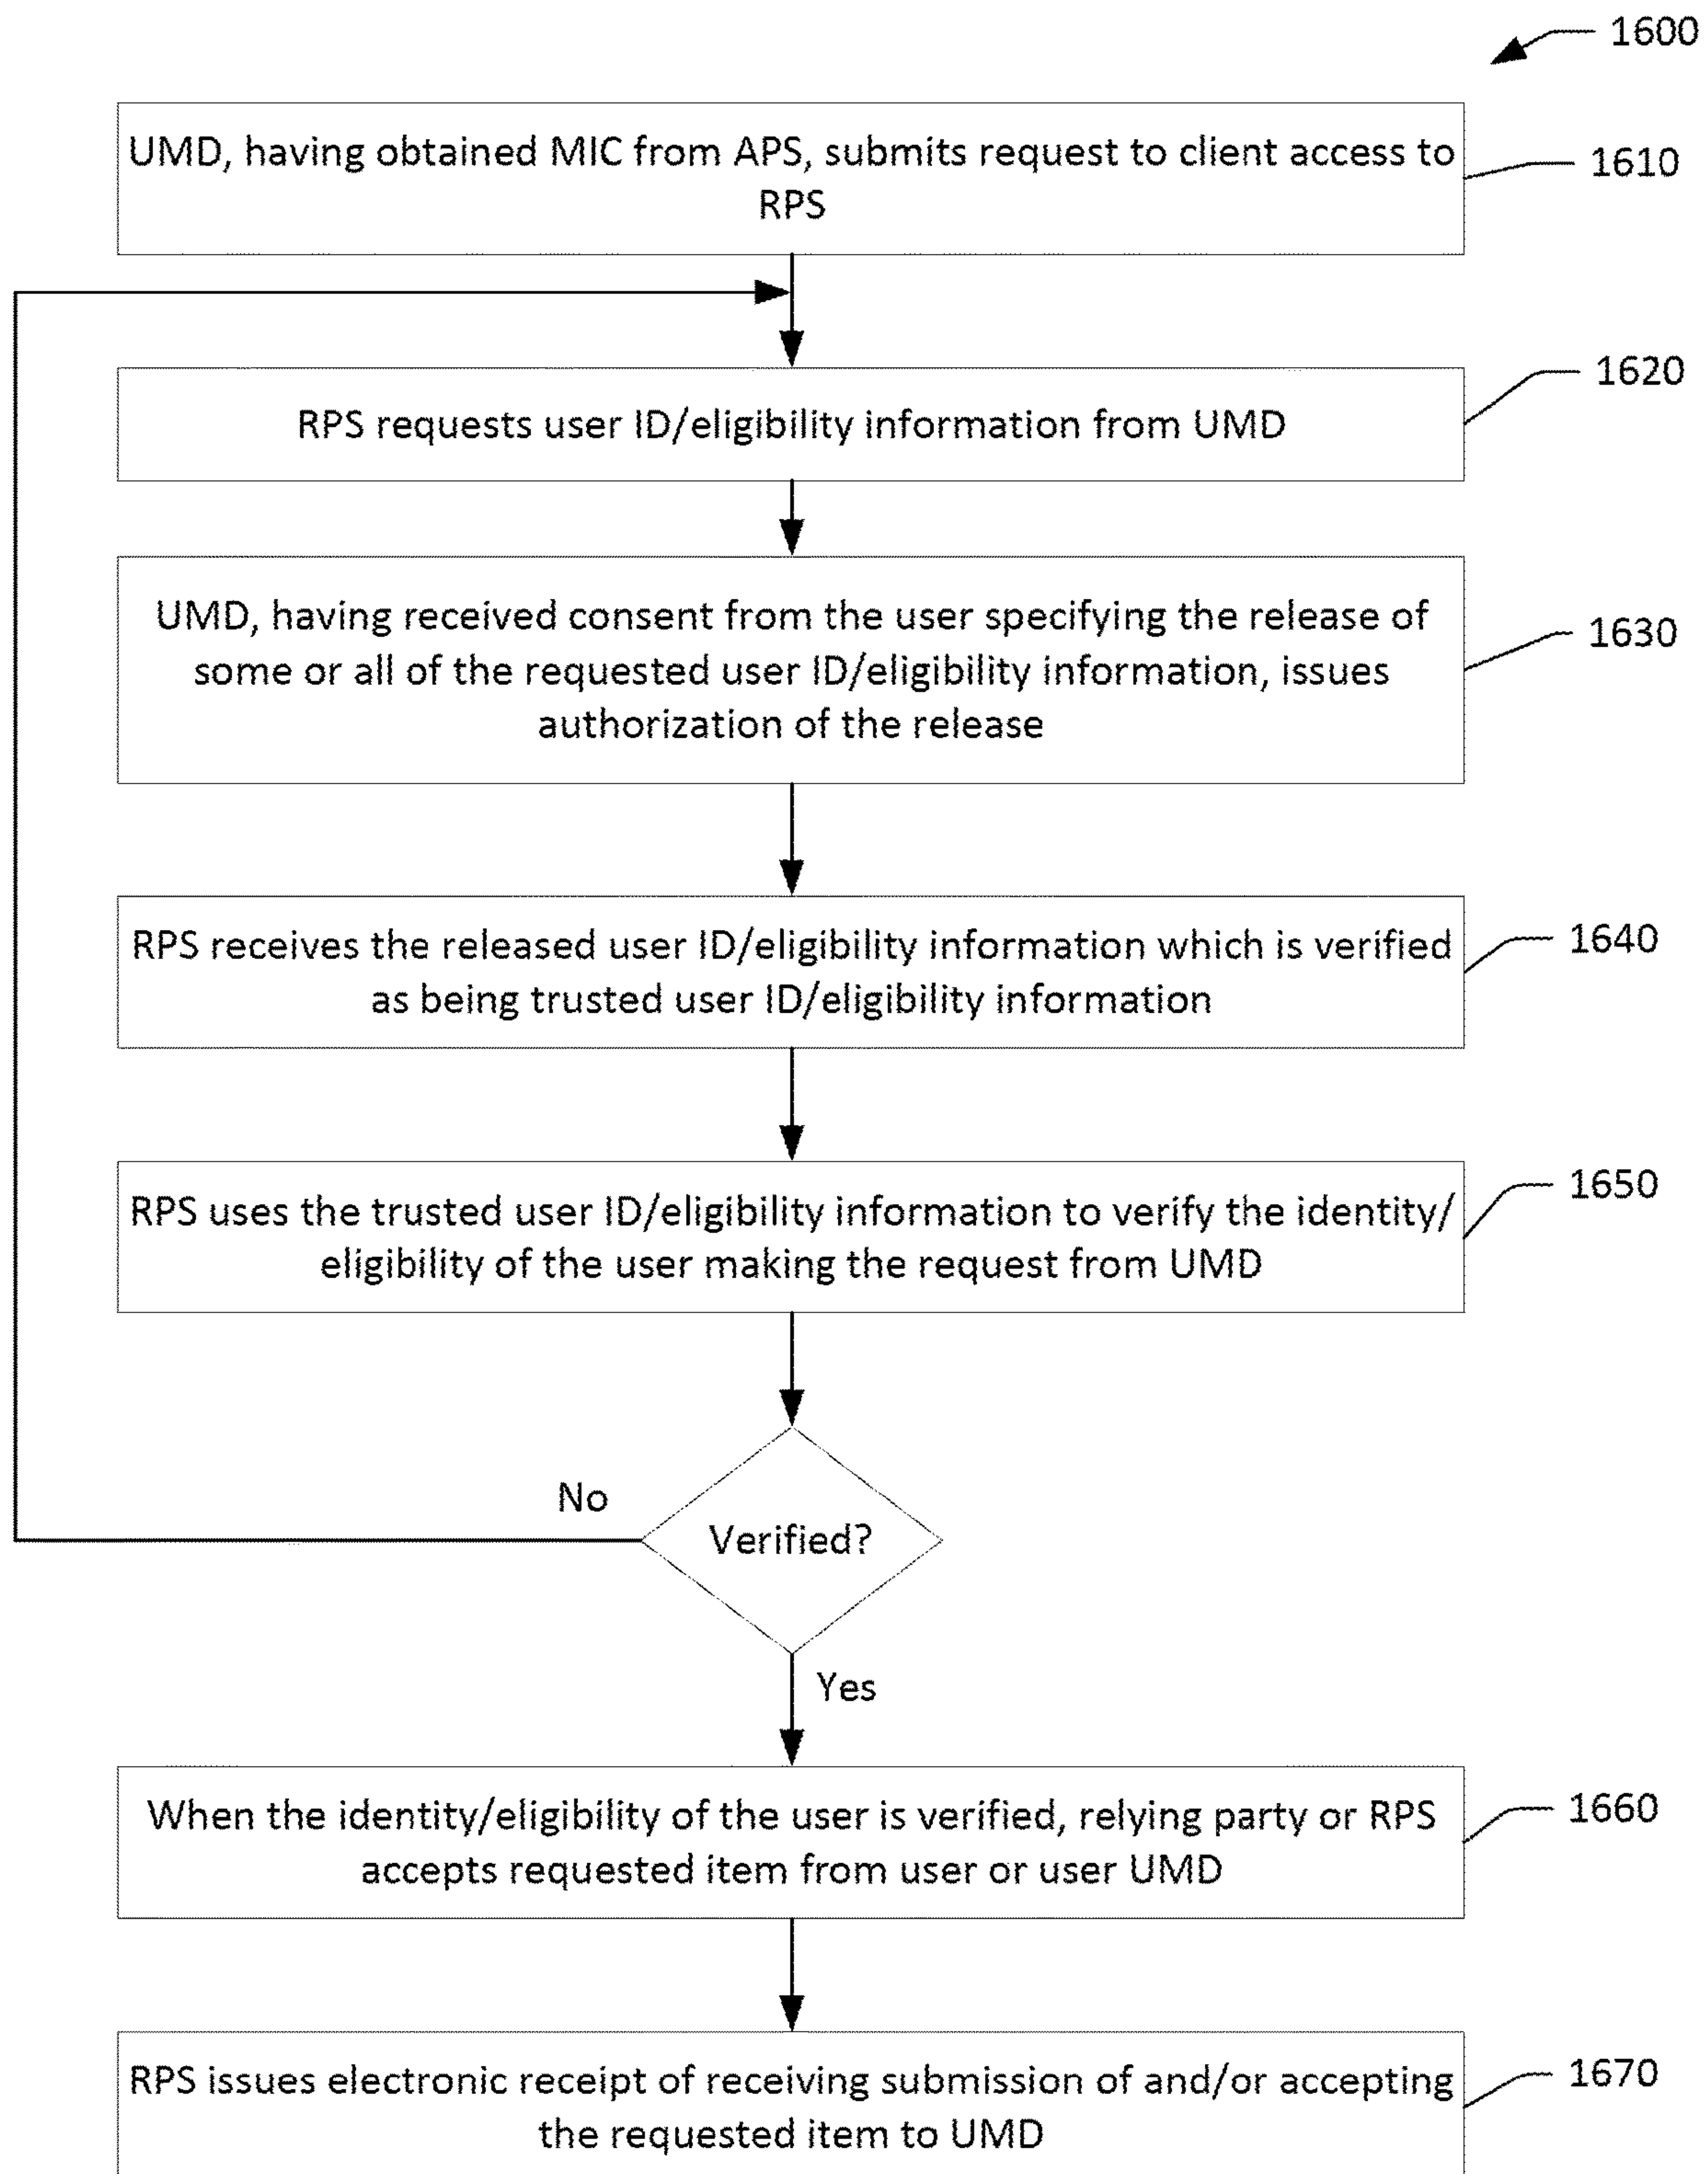 1600
UMD, having obtained MIC from APS, submits request to client access to
RPS
1610
RPS requests user ID/eligibility information from UMD
1620
UMD, having received consent from the user specifying the release of
some or all of the requested user ID/eligibility information, issues
authorization of the release
1630
RPS receives the released user ID/eligibility information which is verified
as being trusted user ID/eligibility information
1640
RPS uses the trusted user ID/eligibility information to verify the identity/
eligibility of the user making the request from UMD
1650
No
Verified?
Yes
When the identity/eligibility of the user is verified, relying party or RPS
accepts requested item from user or user UMD
1660
RPS issues electronic receipt of receiving submission of and/or accepting
the requested item to UMD
1670